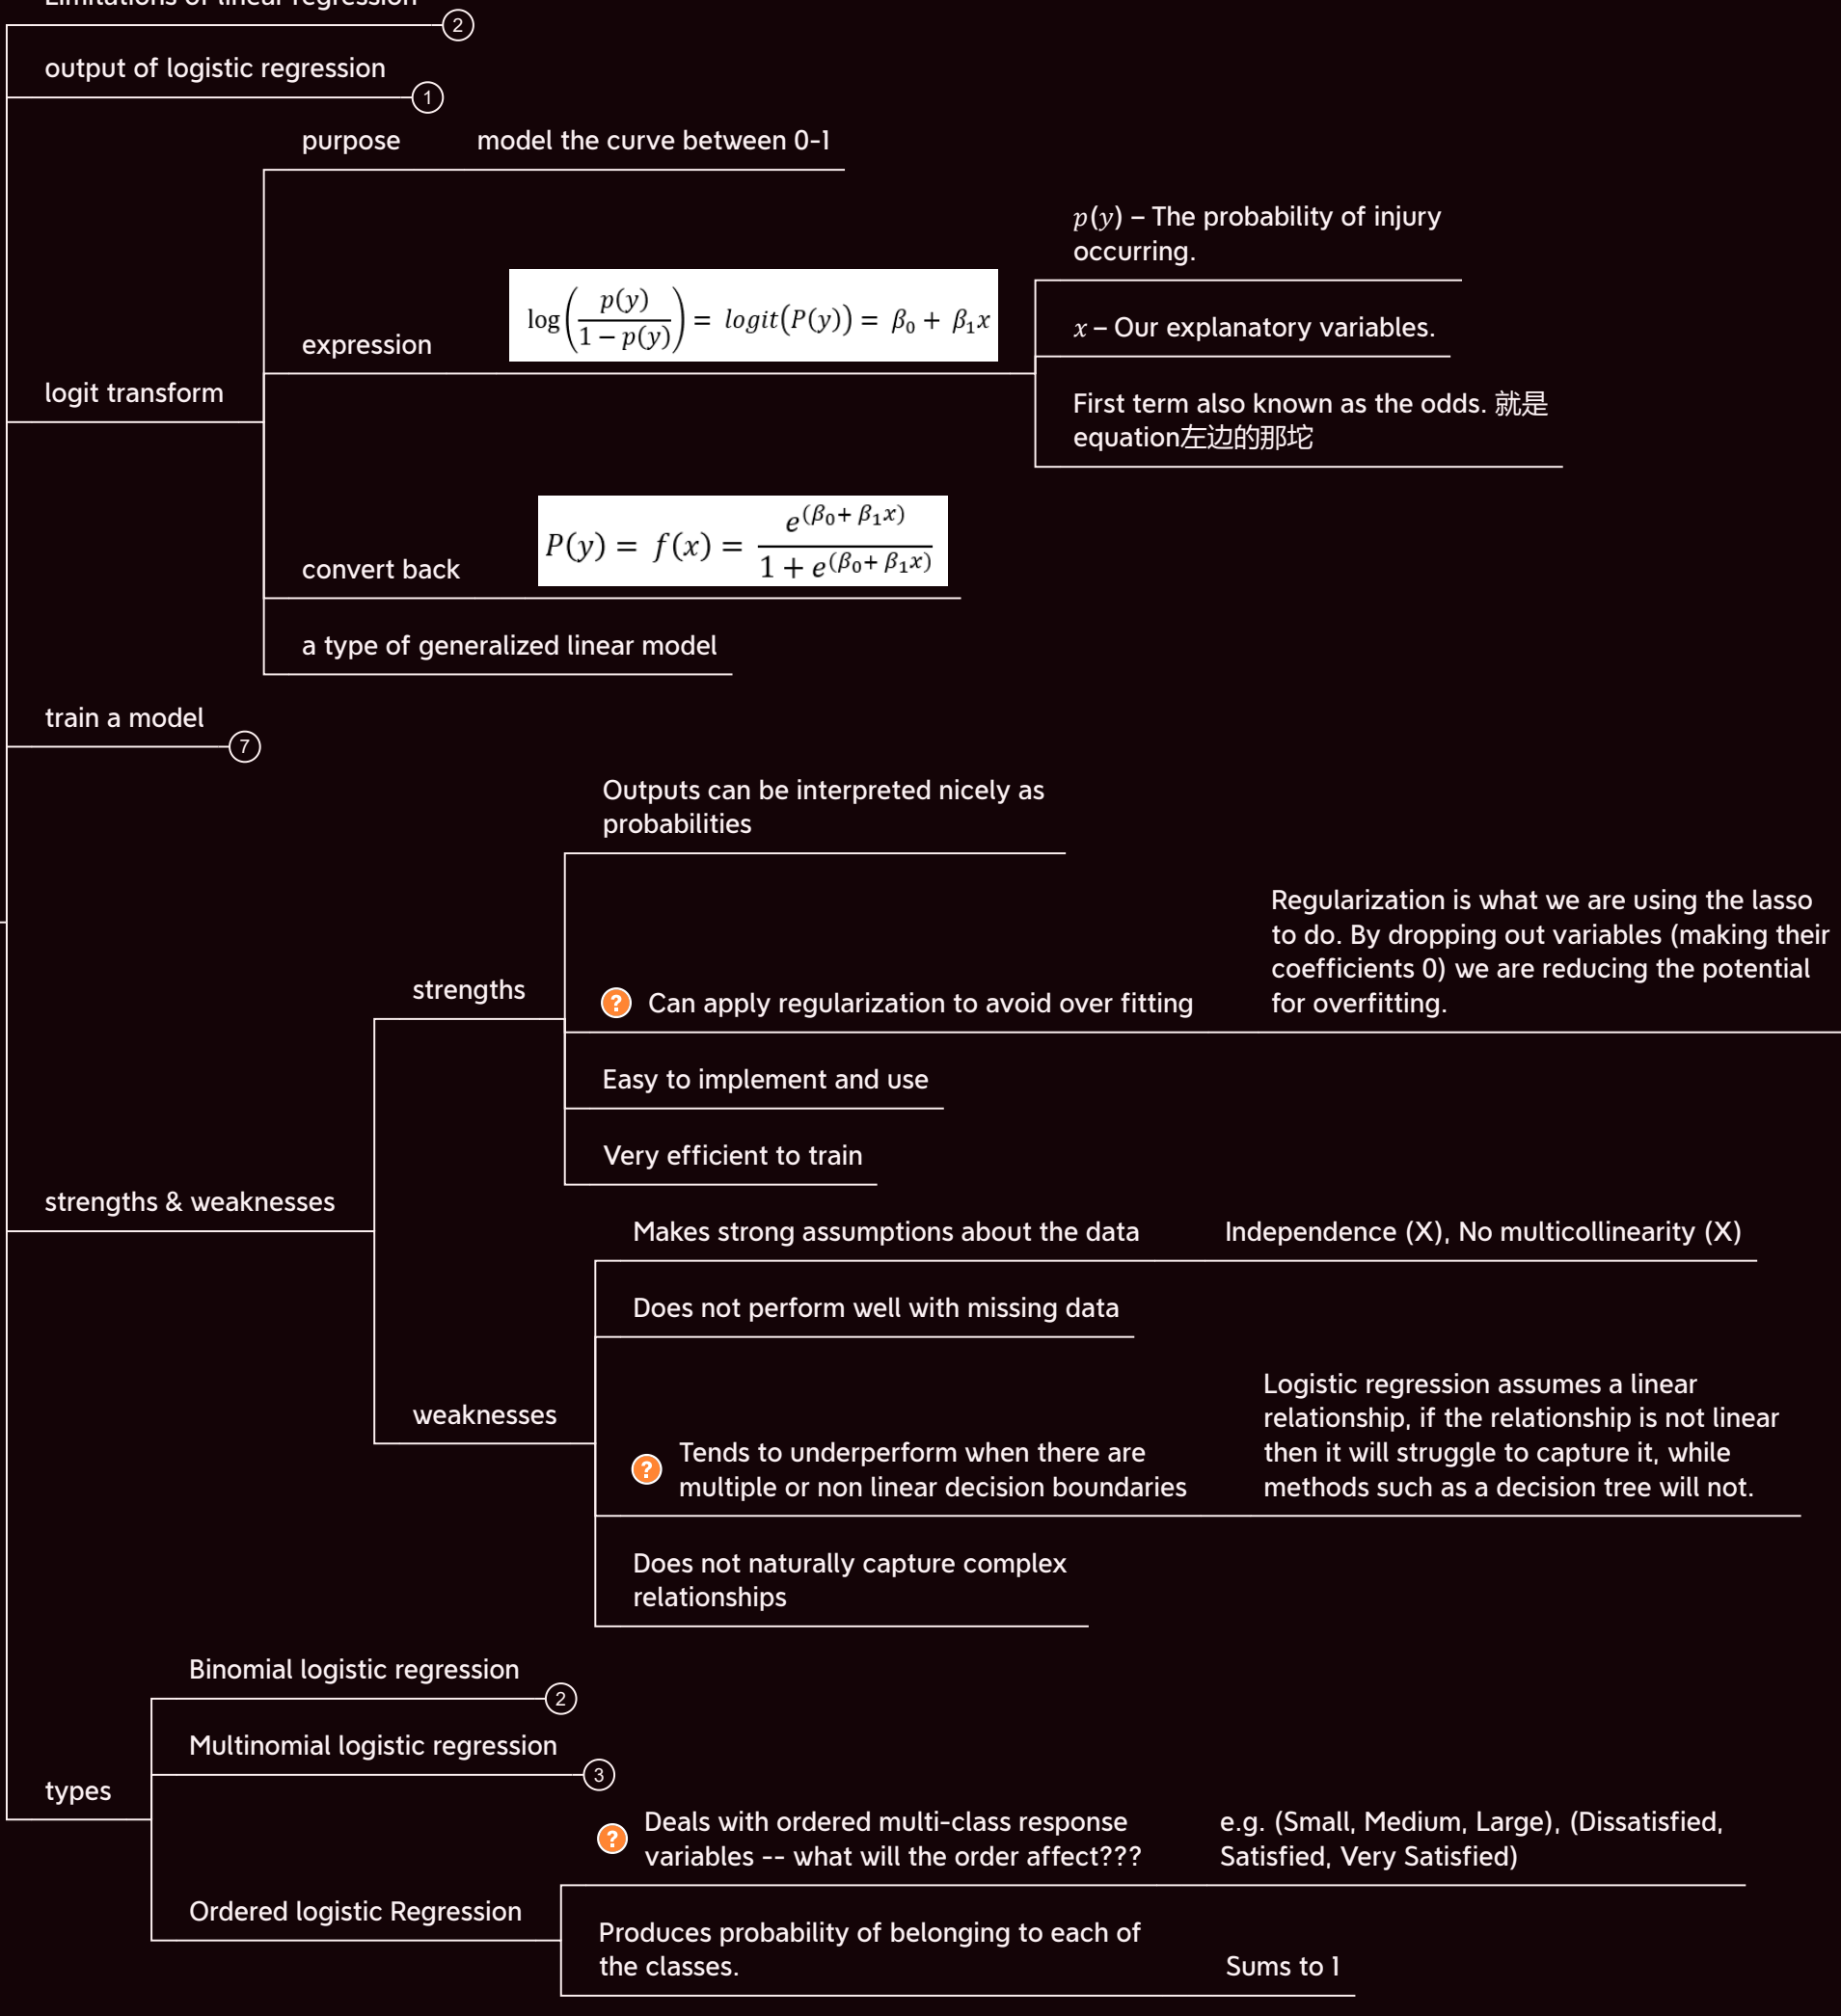 Limitations of linear regression
2
output of logistic regression
1
logit transform
purpose
model the curve between 0-1
expression
log(p(y)/(1 − p(y))) = logit(P(y)) = β₀ + β₁x
p(y) – The probability of injury
occurring.
x – Our explanatory variables.
First term also known as the odds. 就是
equation左边的那坨
convert back
P(y) = f(x) = e^(β₀+ β₁x)/(1 + e^(β₀+ β₁x))
a type of generalized linear model
train a model
7
strengths & weaknesses
strengths
Outputs can be interpreted nicely as
probabilities
? Can apply regularization to avoid over fitting
Regularization is what we are using the lasso
to do. By dropping out variables (making their
coefficients 0) we are reducing the potential
for overfitting.
Easy to implement and use
Very efficient to train
weaknesses
Makes strong assumptions about the data
Independence (X), No multicollinearity (X)
Does not perform well with missing data
? Tends to underperform when there are
multiple or non linear decision boundaries
Logistic regression assumes a linear
relationship, if the relationship is not linear
then it will struggle to capture it, while
methods such as a decision tree will not.
Does not naturally capture complex
relationships
types
Binomial logistic regression
2
Multinomial logistic regression
3
Ordered logistic Regression
? Deals with ordered multi-class response
variables -- what will the order affect???
e.g. (Small, Medium, Large), (Dissatisfied,
Satisfied, Very Satisfied)
Produces probability of belonging to each of
the classes.
Sums to 1